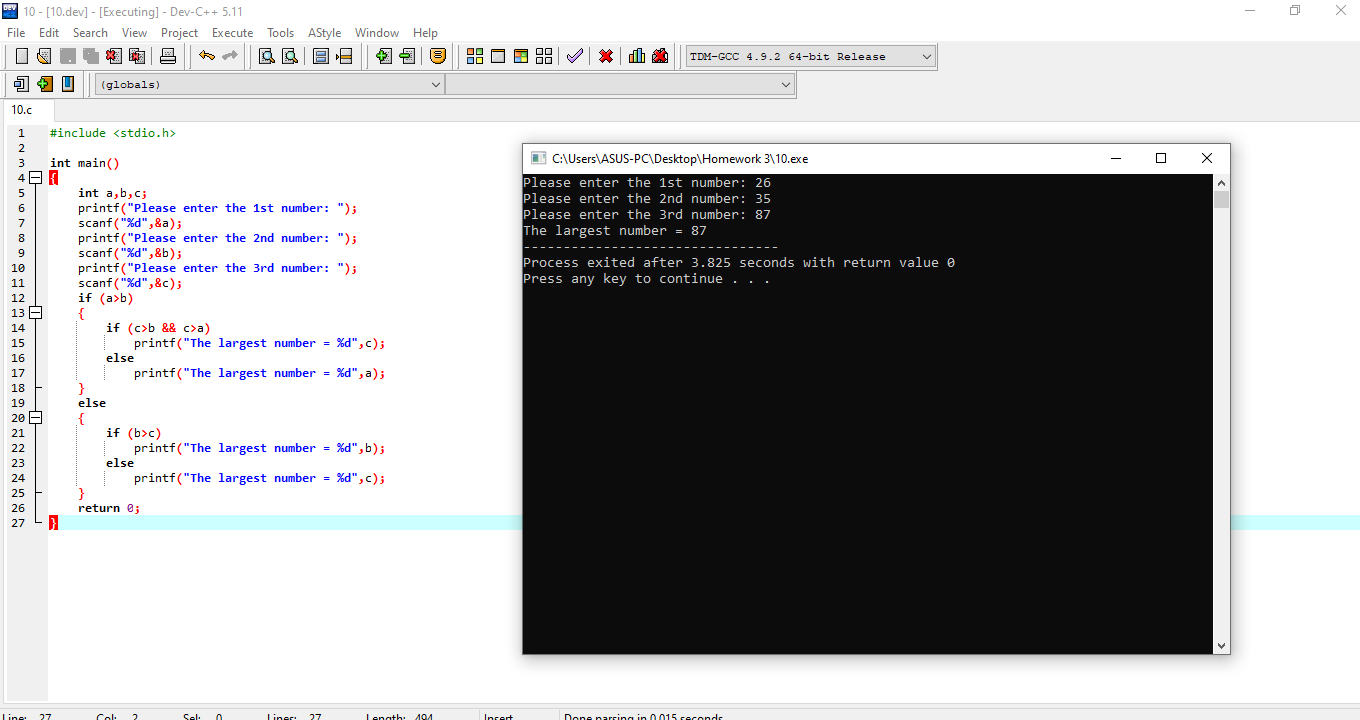 10 - [10.dev] - [Executing] - Dev-C++ 5.11
File Edit Search View Project Execute Tools AStyle Window Help
TDM-GCC 4.9.2 64-bit Release
(globals)
10.c
1 #include <stdio.h>
2
3 int main()
4 {
5 int a,b,c;
6 printf("Please enter the 1st number: ");
7 scanf("%d",&a);
8 printf("Please enter the 2nd number: ");
9 scanf("%d",&b);
10 printf("Please enter the 3rd number: ");
11 scanf("%d",&c);
12 if (a>b)
13 {
14 if (c>b && c>a)
15 printf("The largest number = %d",c);
16 else
17 printf("The largest number = %d",a);
18 }
19 else
20 {
21 if (b>c)
22 printf("The largest number = %d",b);
23 else
24 printf("The largest number = %d",c);
25 }
26 return 0;
27 }
C:\Users\ASUS-PC\Desktop\Homework 3\10.exe
Please enter the 1st number: 26
Please enter the 2nd number: 35
Please enter the 3rd number: 87
The largest number = 87
--------------------------------
Process exited after 3.825 seconds with return value 0
Press any key to continue . . .
Line: 27 Col: 2 Sel: 0 Lines: 27 Length: 494 Insert Done parsing in 0.015 seconds